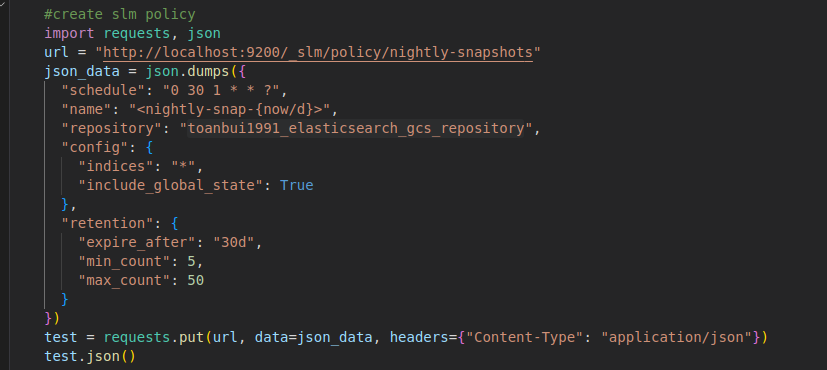 #create slm policy
import requests, json
url = "http://localhost:9200/_slm/policy/nightly-snapshots"
json_data = json.dumps({
  "schedule": "0 30 1 * * ?",
  "name": "<nightly-snap-{now/d}>",
  "repository": "toanbui1991_elasticsearch_gcs_repository",
  "config": {
    "indices": "*",
    "include_global_state": True
  },
  "retention": {
    "expire_after": "30d",
    "min_count": 5,
    "max_count": 50
  }
})
test = requests.put(url, data=json_data, headers={"Content-Type": "application/json"})
test.json()